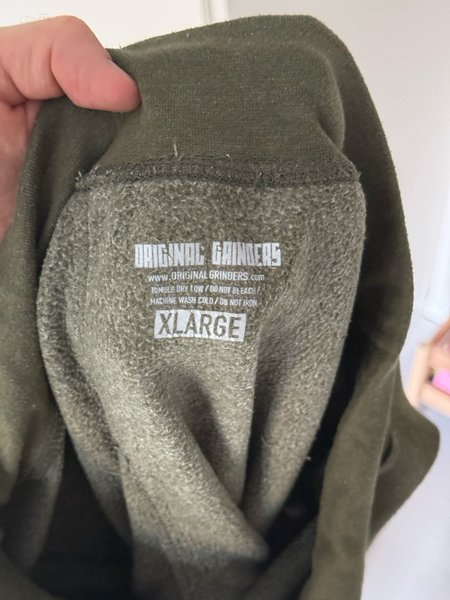 ORIGINAL GRINDERS
www.ORIGINALGRINDERS.com
TUMBLE DRY LOW / DO NOT BLEACH /
MACHINE WASH COLD / DO NOT IRON
XLARGE